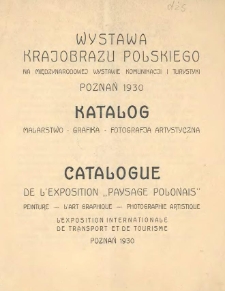 WYSTAWA
KRAJOBRAZU POLSKIEGO
NA MIĘDZYNARODOWEJ WYSTAWIE KOMUNIKACJI I TURYSTYKI
POZNAŃ 1930
KATALOG
MALARSTWO - GRAFIKA - FOTOGRAFJA ARTYSTYCZNA
CATALOGUE
DE L'EXPOSITION „PAYSAGE POLONAIS"
PEINTURE — L'ART GRAPHIQUE — PHOTOGRAPHIE ARTISTIQUE
L'EXPOSITION INTERNATIONALE
DE TRANSPORT ET DE TOURISME
POZNAŃ 1930